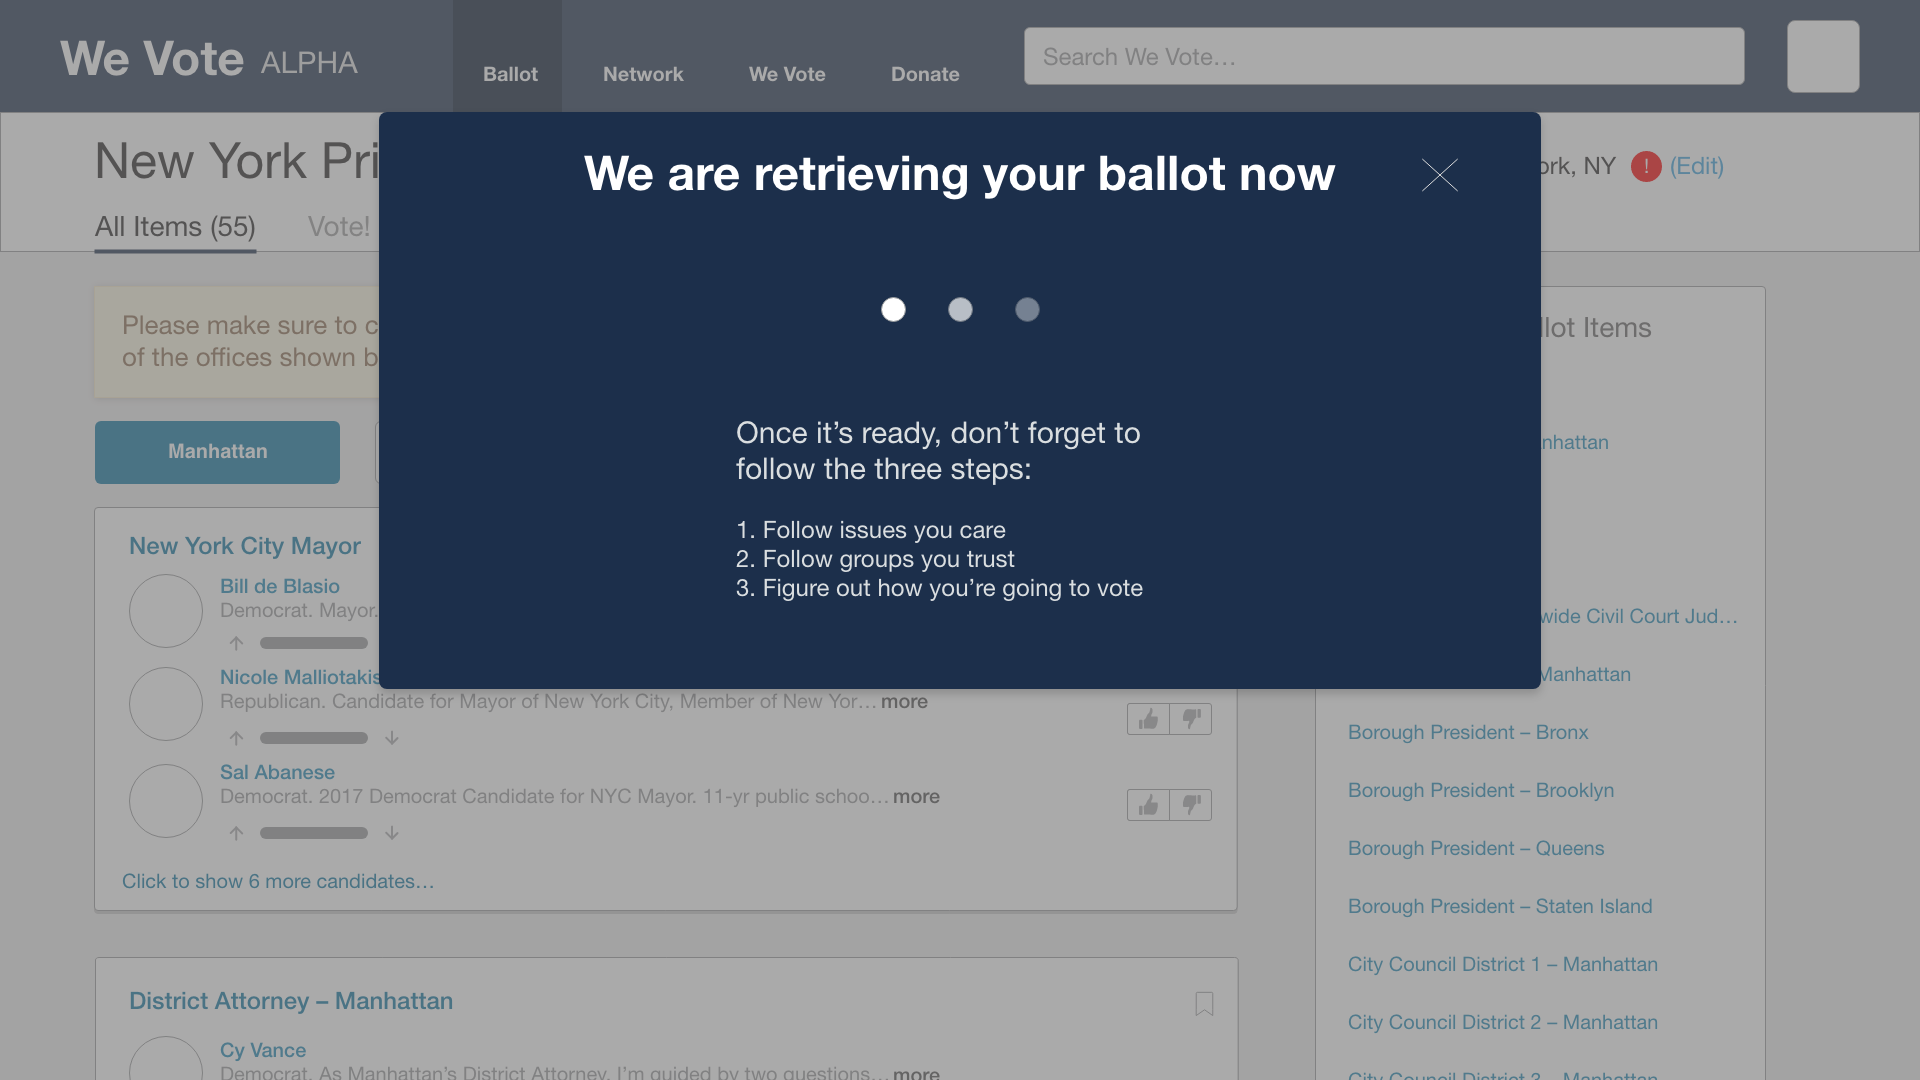 We Vote ALPHA
Ballot
Network
We Vote
Donate
Search We Vote…
New York Pri
ork, NY ! (Edit)
All Items (55)
Vote!
We are retrieving your ballot now
Once it’s ready, don’t forget to
follow the three steps:
1. Follow issues you care
2. Follow groups you trust
3. Figure out how you’re going to vote
Please make sure to c
of the offices shown b
Manhattan
New York City Mayor
Bill de Blasio
Democrat. Mayor.
Nicole Malliotakis
Republican. Candidate for Mayor of New York City, Member of New Yor… more
Sal Abanese
Democrat. 2017 Democrat Candidate for NYC Mayor. 11-yr public schoo… more
Click to show 6 more candidates…
District Attorney – Manhattan
Cy Vance
Democrat. As Manhattan’s District Attorney, I’m guided by two questions… more
llot Items
nhattan
wide Civil Court Jud…
Manhattan
Borough President – Bronx
Borough President – Brooklyn
Borough President – Queens
Borough President – Staten Island
City Council District 1 – Manhattan
City Council District 2 – Manhattan
City Council District 3 – Manhattan